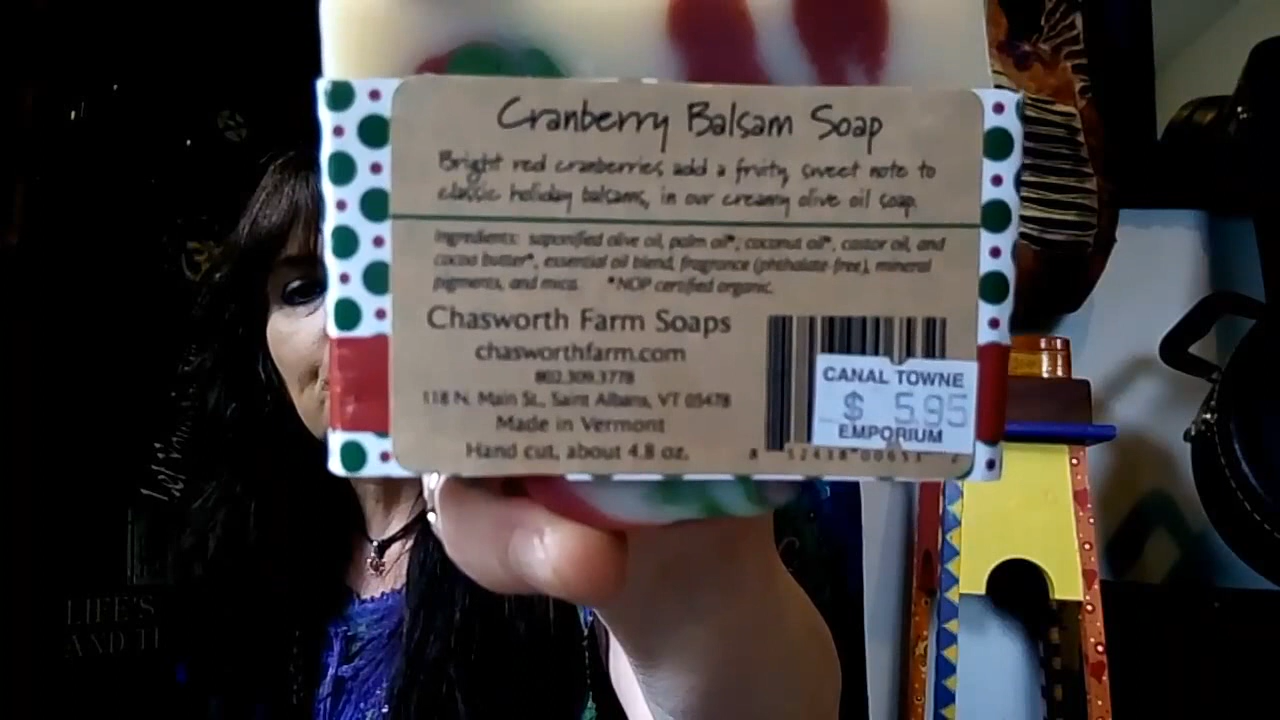 Cranberry Balsam Soap
Bright red cranberries add a fruity, sweet note to
classic holiday balsams, in our creamy olive oil soap.
Ingredients: saponified olive oil, palm oil*, coconut oil*, castor oil, and
cocoa butter*, essential oil blend, fragrance (phthalate-free), mineral
pigments, and mica. *NOP certified organic.
Chasworth Farm Soaps
chasworthfarm.com
802.309.3778
118 N. Main St., Saint Albans, VT 05478
Made in Vermont
Hand cut, about 4.8 oz.
CANAL TOWNE
$ 5.95
EMPORIUM
LIFE'S
AND